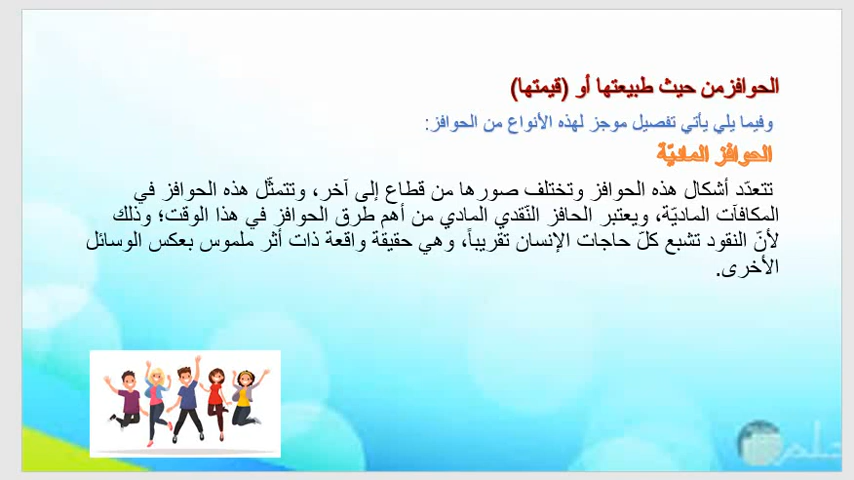 الحوافزمن حيث طبيعتها أو (قيمتها)
وفيما يلي يأتي تفصيل موجز لهذه الأنواع من الحوافز:
الحوافز الماديّة
تتعدّد أشكال هذه الحوافز وتختلف صورها من قطاع إلى آخر، وتتمثّل هذه الحوافز في
المكافآت الماديّة، ويعتبر الحافز النّقدي المادي من أهم طرق الحوافز في هذا الوقت؛ وذلك
لأنّ النقود تشبع كلّ حاجات الإنسان تقريباً، وهي حقيقة واقعة ذات أثر ملموس بعكس الوسائل
الأخرى.